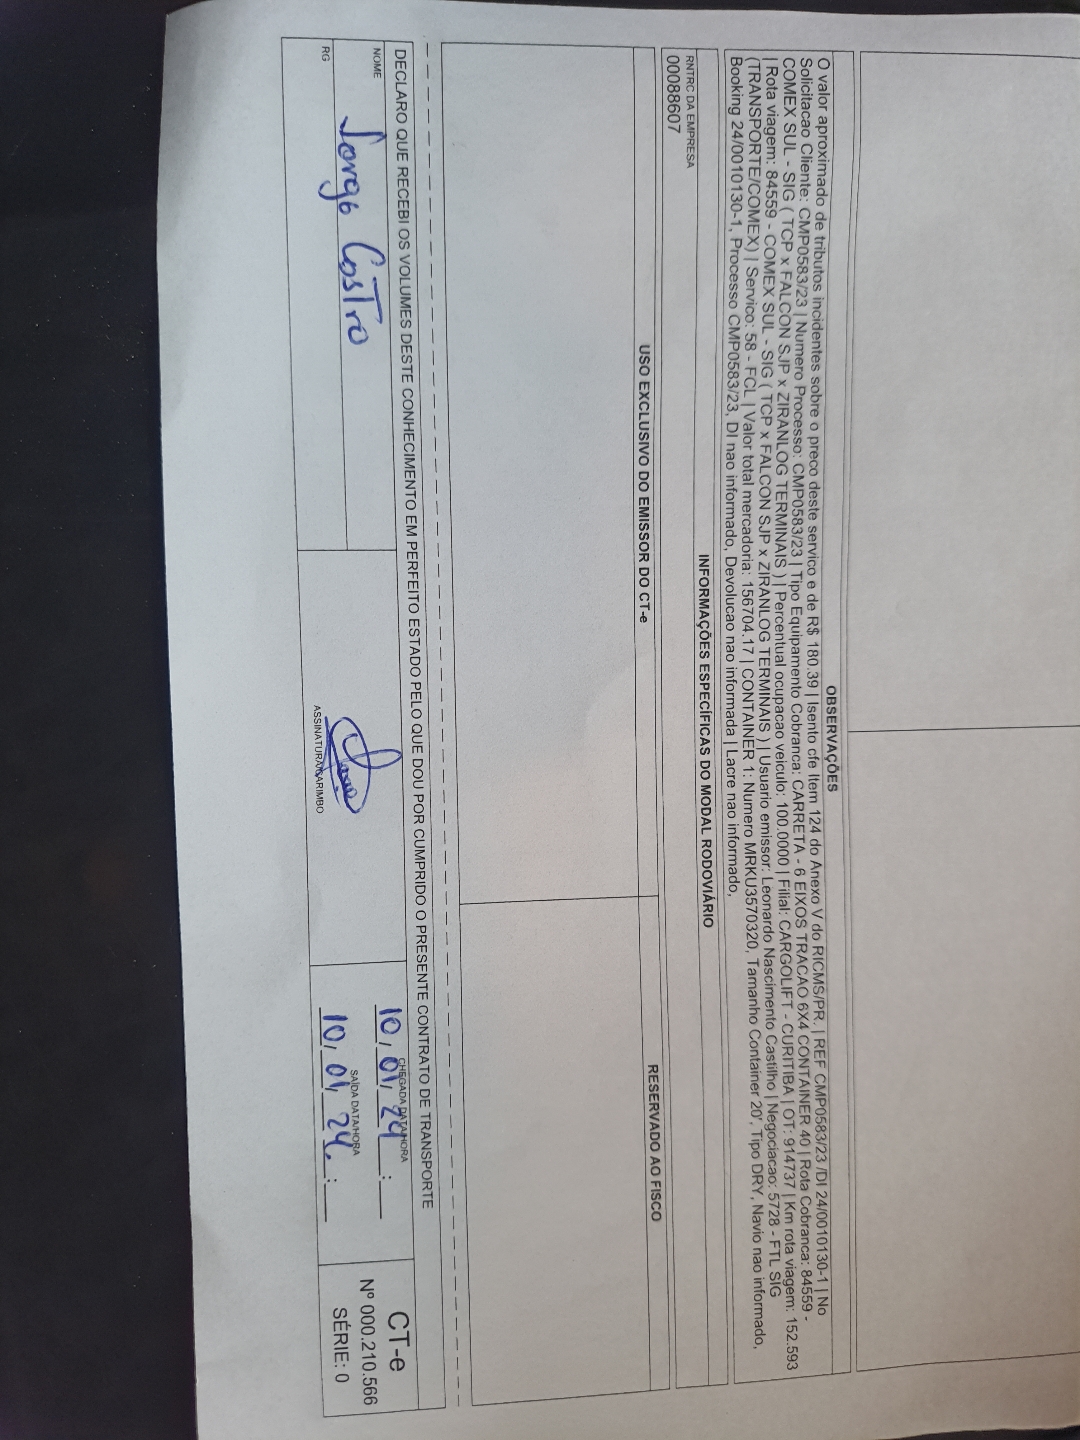 OBSERVAÇÕES
O valor aproximado de tributos incidentes sobre o preco deste servico e de R$ 180.39 | Isento cfe Item 124 do Anexo V do RICMS/PR. | REF CMP0583/23 /DI 24/0010130-1 | No
Solicitacao Cliente: CMP0583/23 | Numero Processo: CMP0583/23 | Tipo Equipamento Cobranca: CARRETA - 6 EIXOS TRACAO 6X4 CONTAINER 40 | Rota Cobranca: 84559 -
COMEX SUL - SIG ( TCP x FALCON SJP x ZIRANLOG TERMINAIS ) | Percentual ocupacao veiculo: 100.0000 | Filial: CARGOLIFT - CURITIBA | OT: 914737 | Km rota viagem: 152.593
| Rota viagem: 84559 - COMEX SUL - SIG ( TCP x FALCON SJP x ZIRANLOG TERMINAIS ) | Usuario emissor: Leonardo Nascimento Castilho | Negociacao: 5728 - FTL SIG
(TRANSPORTE/COMEX) | Servico: 58 - FCL | Valor total mercadoria: 156704.17 | CONTAINER 1: Numero MRKU3570320, Tamanho Container 20', Tipo DRY, Navio nao informado,
Booking 24/0010130-1, Processo CMP0583/23, DI nao informado, Devolucao nao informada | Lacre nao informado,
INFORMAÇÕES ESPECÍFICAS DO MODAL RODOVIÁRIO
RNTRC DA EMPRESA
00088607
USO EXCLUSIVO DO EMISSOR DO CT-e
RESERVADO AO FISCO
DECLARO QUE RECEBI OS VOLUMES DESTE CONHECIMENTO EM PERFEITO ESTADO PELO QUE DOU POR CUMPRIDO O PRESENTE CONTRATO DE TRANSPORTE
NOME
Jorge Costro
RG
ASSINATURA/CARIMBO
CHEGADA DATA/HORA
10/01/24 :
SAÍDA DATA/HORA
10/01/24. :
CT-e
Nº 000.210.566
SÉRIE: 0